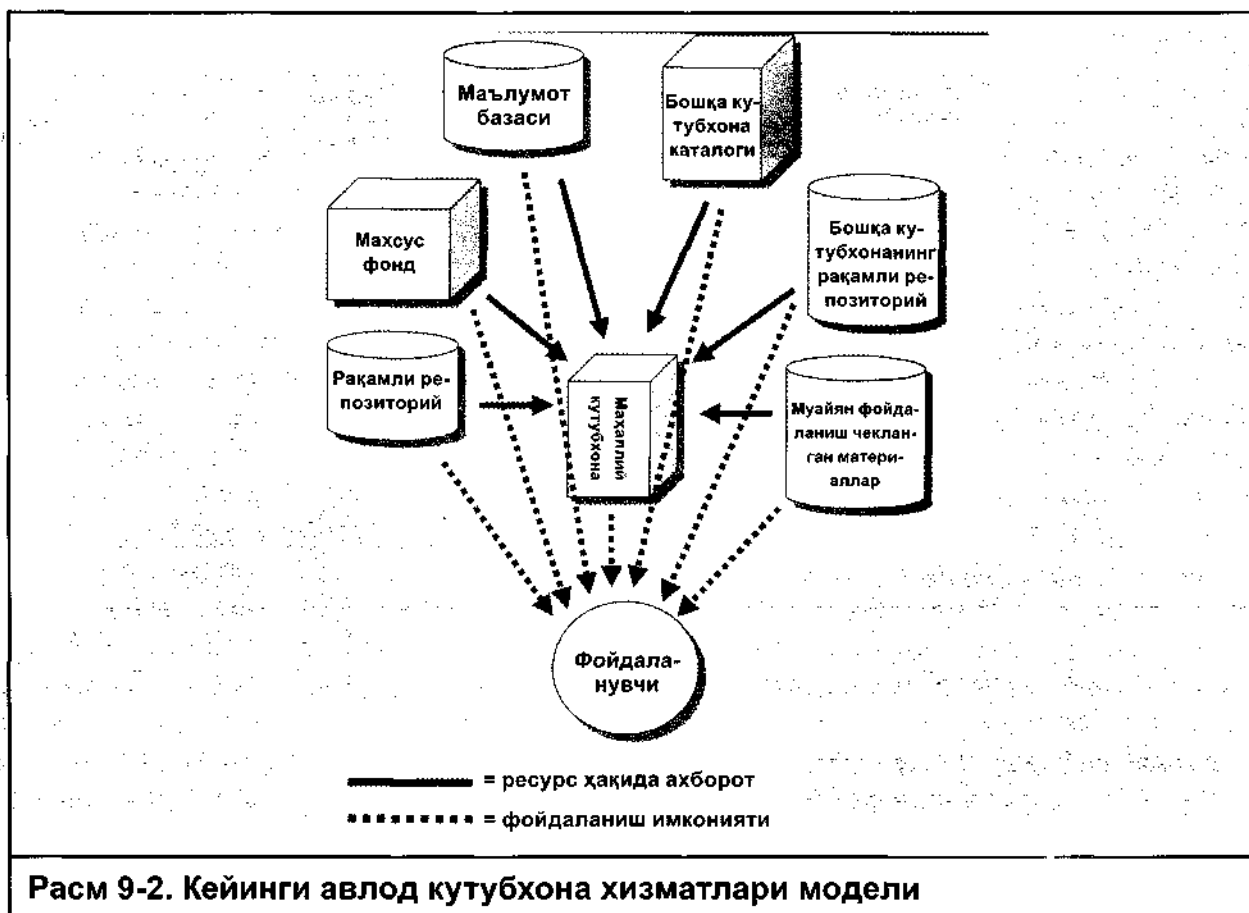 Маълумот
базаси
Бошқа ку-
тубхона
каталоги
Махсус
фонд
Бошқа ку-
тубхонанинг
рақамли ре-
позиторий
Рақамли ре-
позиторий
Махаллий
кутубхона
Муайян фойда-
ланиш чеклан-
ган матери-
аллар
Фойдала-
нувчи
= ресурс ҳақида ахборот
= фойдаланиш имконияти
Расм 9-2. Кейинги авлод кутубхона хизматлари модели